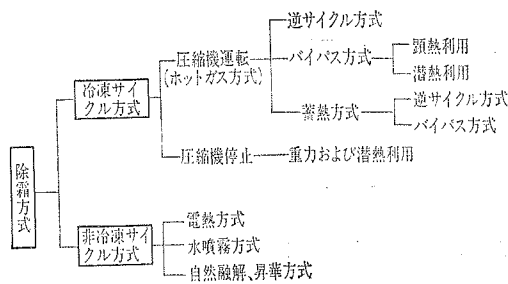 除霜方式
冷凍サイ
クル方式
圧縮機運転
(ホットガス方式)
逆サイクル方式
バイパス方式
顕熱利用
潜熱利用
蓄熱方式
逆サイクル方式
バイパス方式
圧縮機停止
重力および潜熱利用
非冷凍サイ
クル方式
電熱方式
水噴霧方式
自然融解、昇華方式